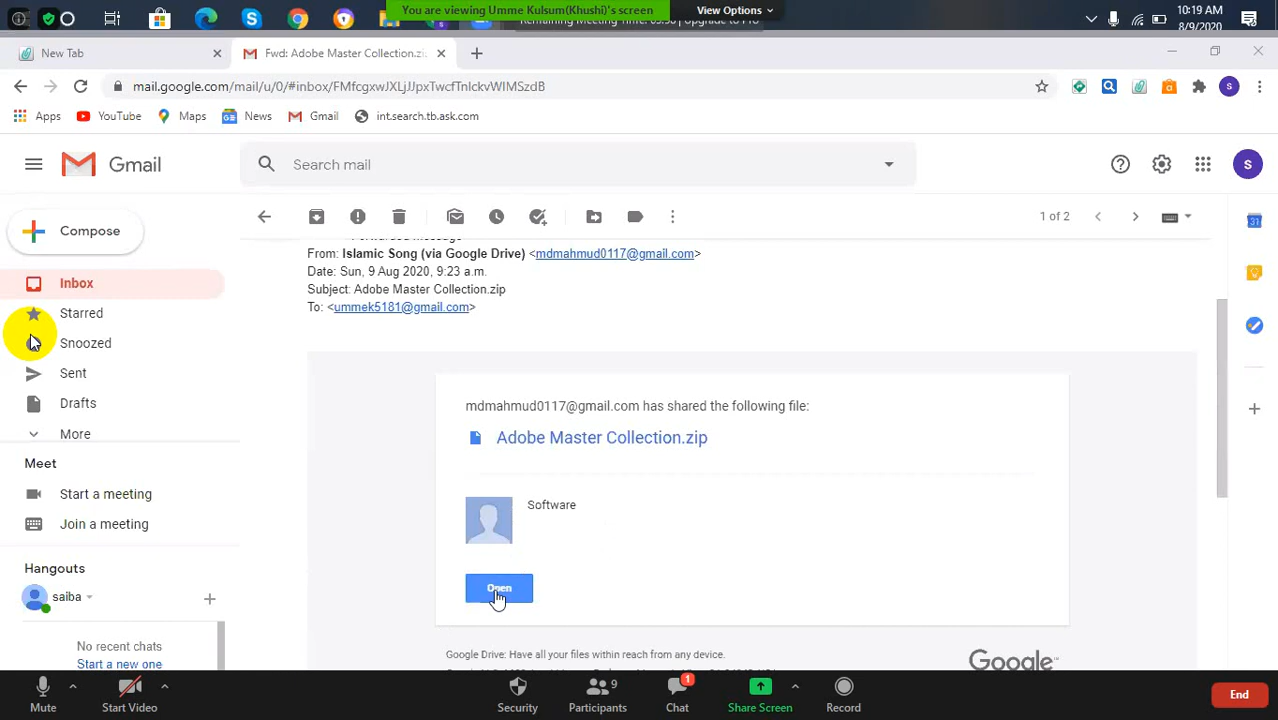 You are viewing Umme Kulsum(Khushi)'s screen
View Options
10:19 AM
8/9/2020
New Tab
Fwd: Adobe Master Collection.zi
mail.google.com/mail/u/0/#inbox/FMfcgxwJXLjJJpxTwcfTnIckvWlMSzdB
Apps
YouTube
Maps
News
Gmail
int.search.tb.ask.com
Gmail
Search mail
S
Compose
1 of 2
From: Islamic Song (via Google Drive) <mdmahmud0117@gmail.com>
Date: Sun, 9 Aug 2020, 9:23 a.m.
Subject: Adobe Master Collection.zip
To: <ummek5181@gmail.com>
Inbox
Starred
Snoozed
Sent
Drafts
More
mdmahmud0117@gmail.com has shared the following file:
Adobe Master Collection.zip
Software
Open
Meet
Start a meeting
Join a meeting
Hangouts
saiba
No recent chats
Start a new one
Google Drive: Have all your files within reach from any device.
Google
Mute
Start Video
Security
9
Participants
1
Chat
Share Screen
Record
End